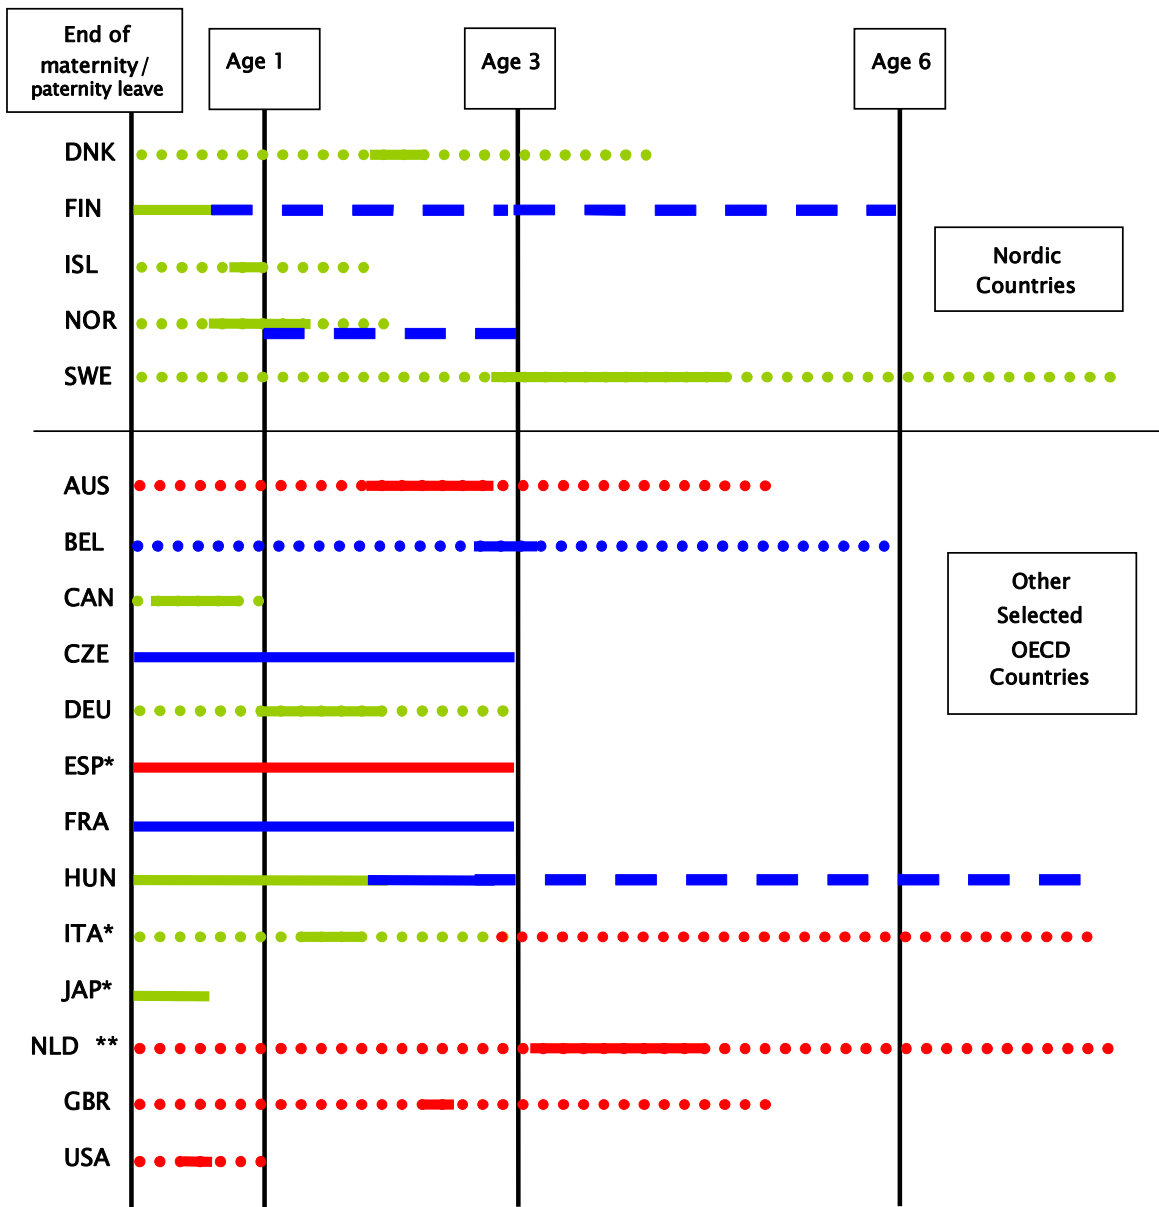 End of
maternity/
paternity leave
Age 1
Age 3
Age 6
DNK
FIN
ISL
NOR
SWE
Nordic
Countries
AUS
BEL
CAN
CZE
DEU
ESP*
FRA
HUN
ITA*
JAP*
NLD **
GBR
USA
Other
Selected
OECD
Countries